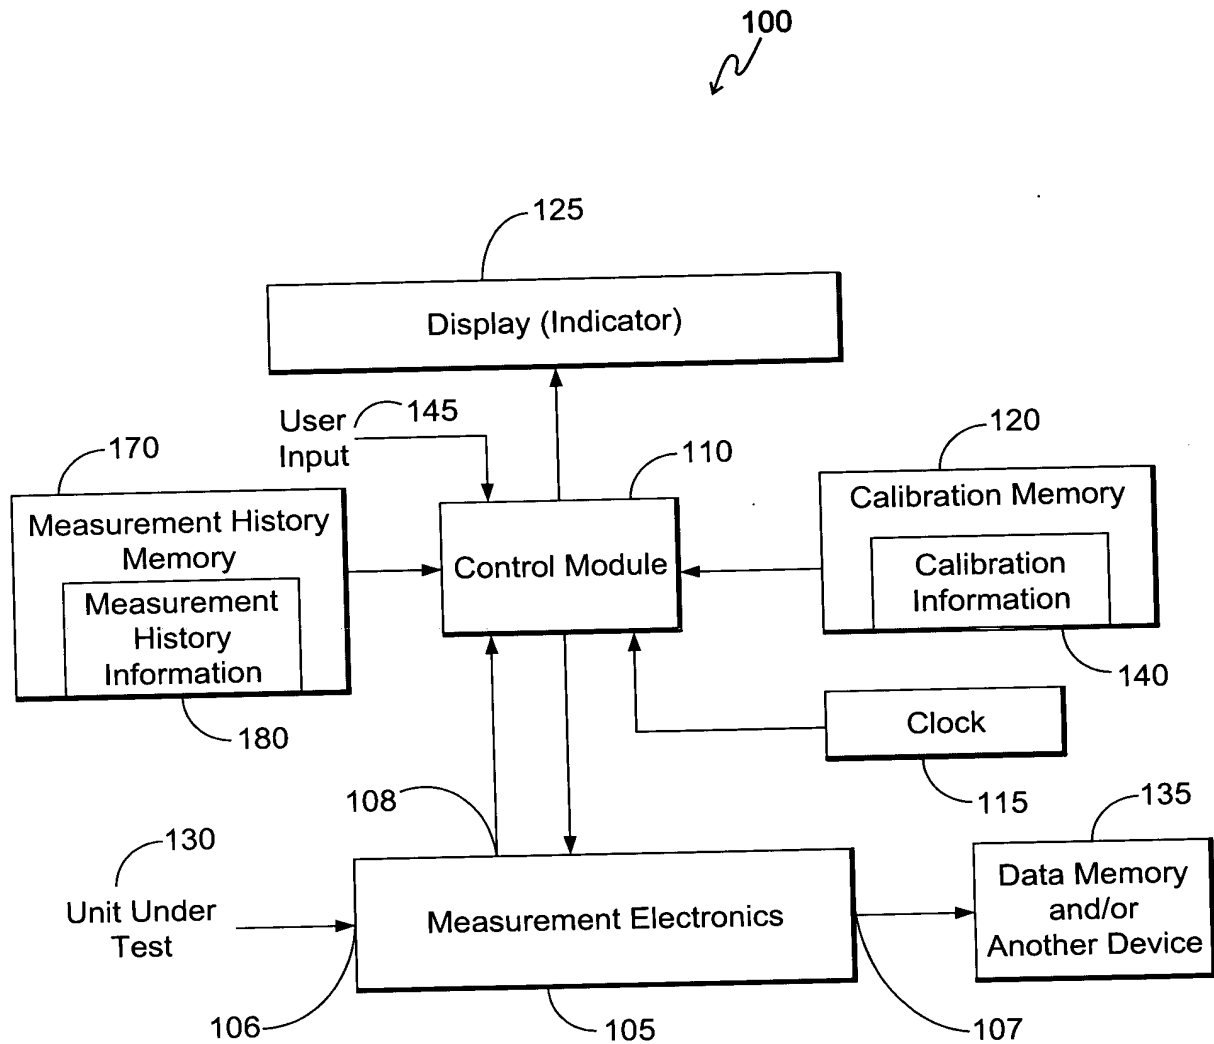 100
125
Display (Indicator)
User
Input
145
170
110
120
Measurement History
Memory
Measurement
History
Information
180
Control Module
Calibration Memory
Calibration
Information
140
Clock
115
108
135
130
Unit Under
Test
Measurement Electronics
Data Memory
and/or
Another Device
106
105
107